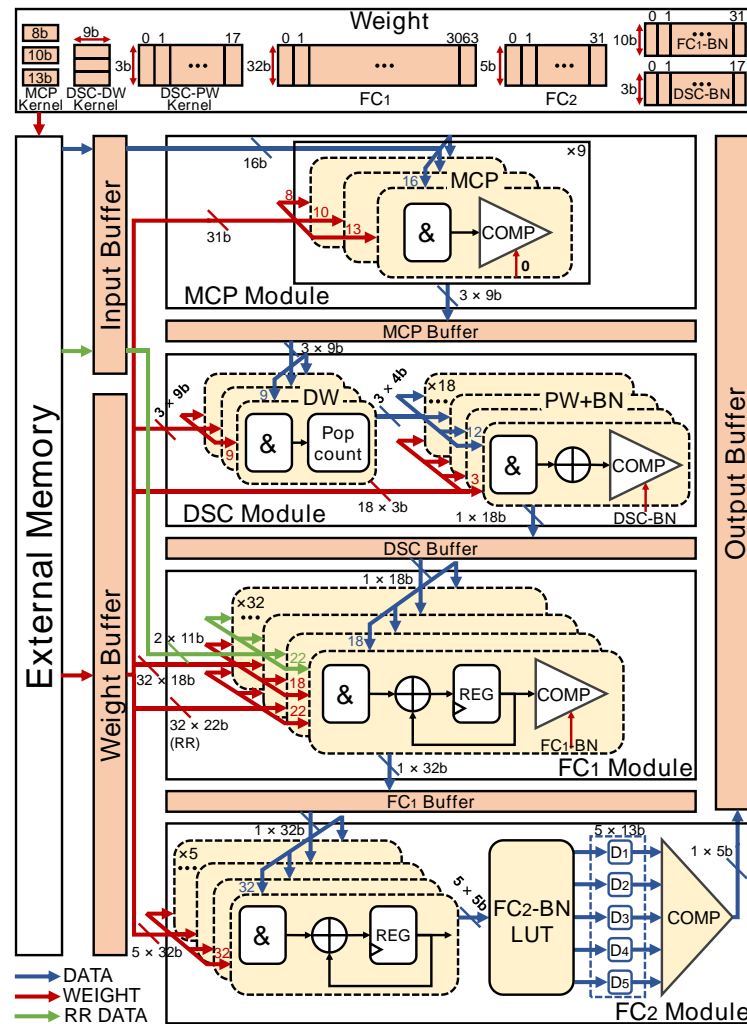 Weight
8b
10b
13b
MCP
Kernel
9b
DSC-DW
Kernel
0 1 17
3b
•••
DSC-PW
Kernel
0 1 3063
32b
•••
FC1
0 1 31
5b
•••
FC2
0 1 31
10b
•••
FC1-BN
0 1 17
3b
•••
DSC-BN
External Memory
Input Buffer
Weight Buffer
Output Buffer
16b
×9
16
MCP
8
10
13
31b
&
COMP
0
MCP Module
3 × 9b
MCP Buffer
3 × 9b
3 × 9b
9
DW
9
&
Pop
count
3 × 4b
×18
•••
PW+BN
12
3
&
COMP
18 × 3b
DSC-BN
DSC Module
1 × 18b
DSC Buffer
1 × 18b
×32
•••
18
2 × 11b
22
18
22
32 × 18b
32 × 22b
(RR)
&
REG
COMP
FC1-BN
FC1 Module
1 × 32b
FC1 Buffer
1 × 32b
×5
•••
32
32
5 × 32b
&
REG
5 × 5b
FC2-BN
LUT
5 × 13b
D1
D2
D3
D4
D5
COMP
1 × 5b
FC2 Module
DATA
WEIGHT
RR DATA